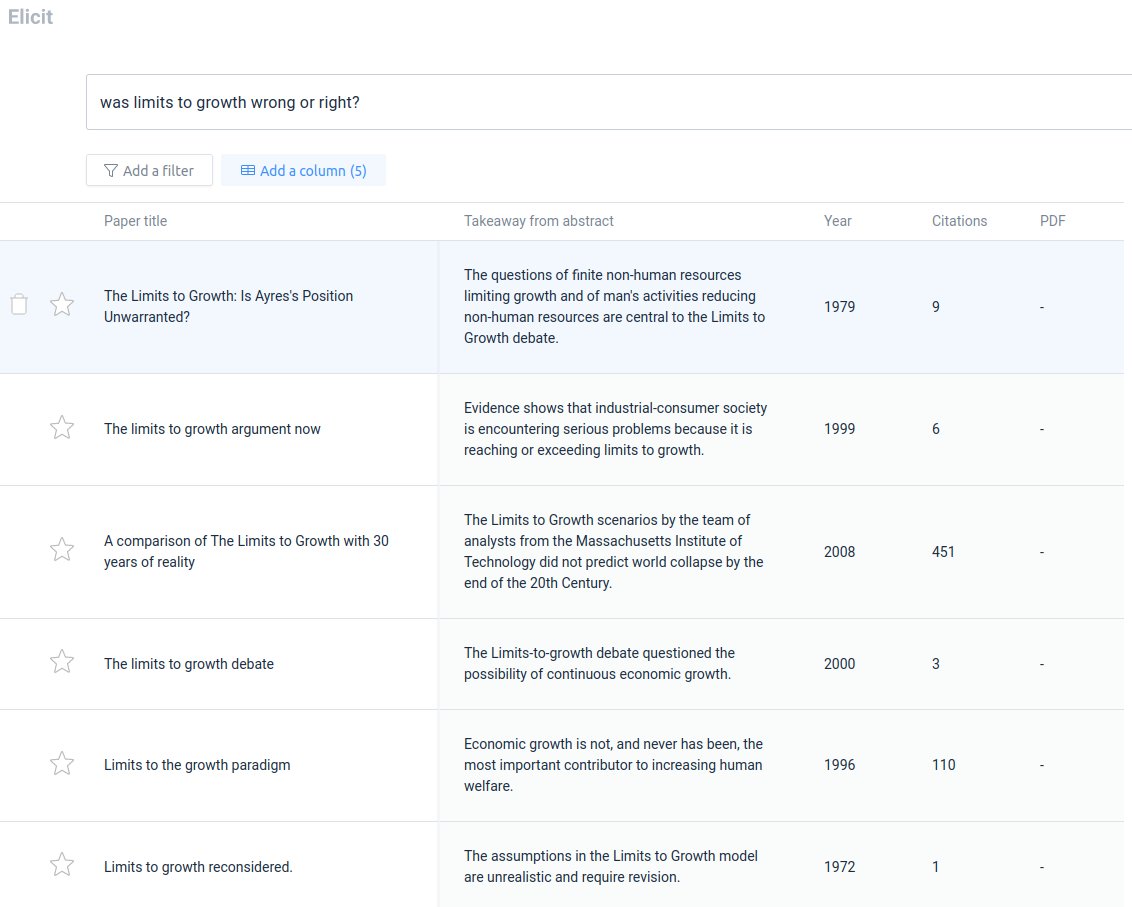 Elicit
was limits to growth wrong or right?
Add a filter
Add a column (5)
Paper title
Takeaway from abstract
Year
Citations
PDF
The Limits to Growth: Is Ayres's Position
Unwarranted?
The questions of finite non-human resources
limiting growth and of man's activities reducing
non-human resources are central to the Limits to
Growth debate.
1979
9
-
The limits to growth argument now
Evidence shows that industrial-consumer society
is encountering serious problems because it is
reaching or exceeding limits to growth.
1999
6
-
A comparison of The Limits to Growth with 30
years of reality
The Limits to Growth scenarios by the team of
analysts from the Massachusetts Institute of
Technology did not predict world collapse by the
end of the 20th Century.
2008
451
-
The limits to growth debate
The Limits-to-growth debate questioned the
possibility of continuous economic growth.
2000
3
-
Limits to the growth paradigm
Economic growth is not, and never has been, the
most important contributor to increasing human
welfare.
1996
110
-
Limits to growth reconsidered.
The assumptions in the Limits to Growth model
are unrealistic and require revision.
1972
1
-